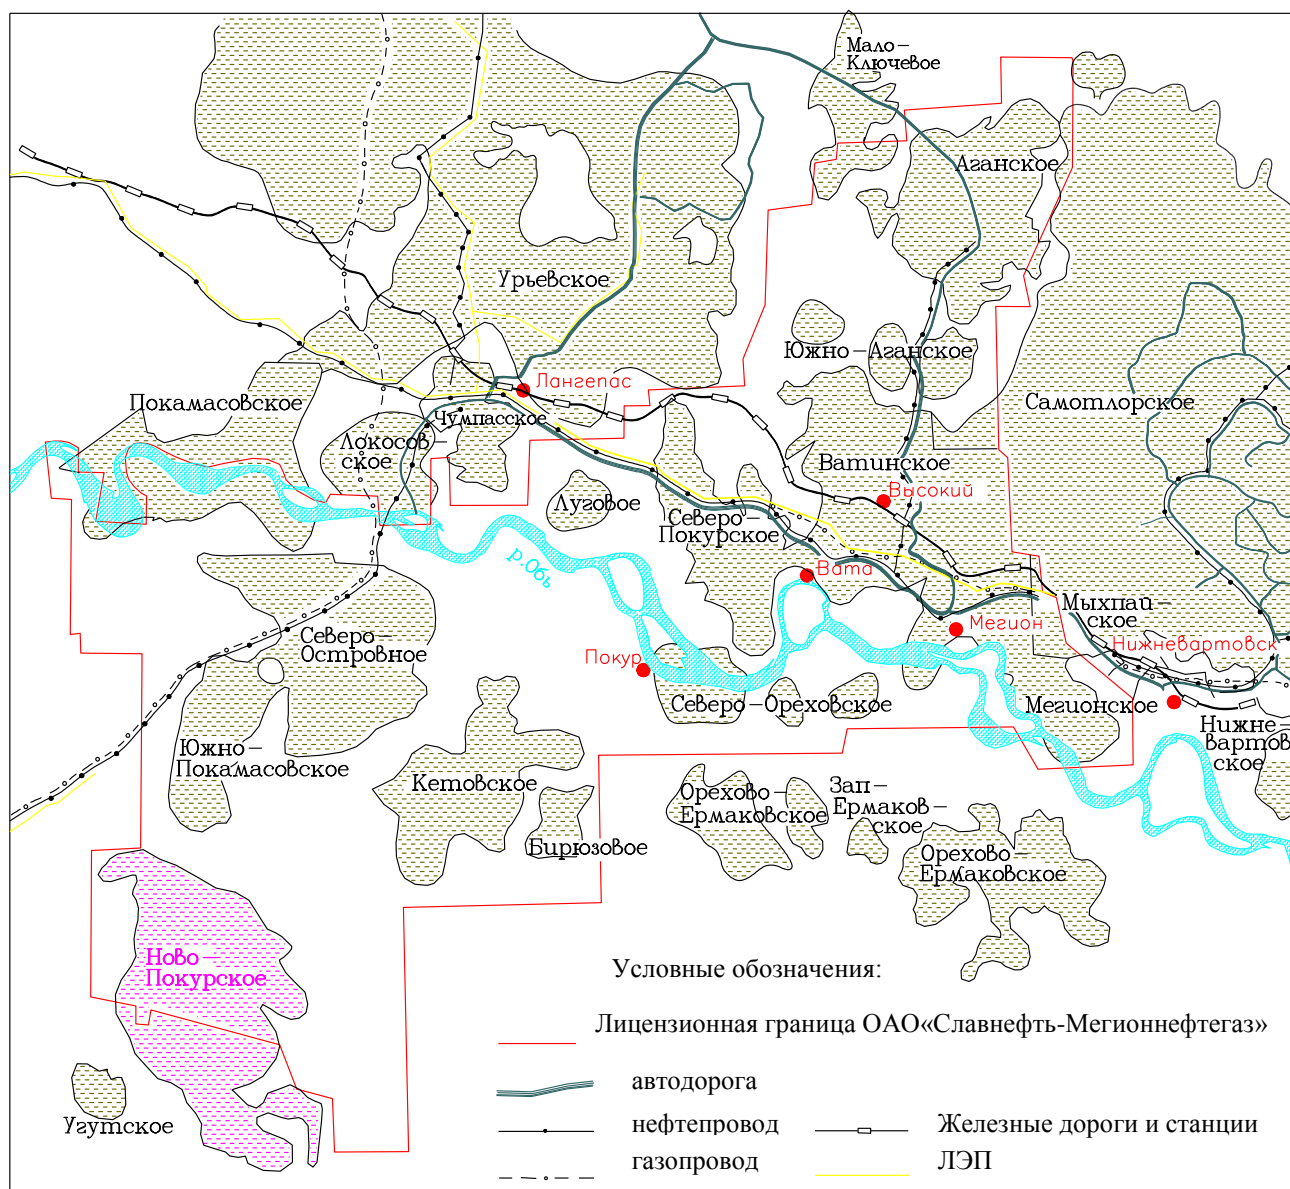 Мало–
Ключевое
Аганское
Урьевское
Южно–Аганское
Лангепас
Покамасовское
Чумпасское
Самотлорское
Локосов–
ское
Ватинское
Высокий
Луговое
Северо–
Покурское
р.Обь
Вата
Мыхпай–
ское
Мегион
Северо–
Островное
Нижневартовск
Покур
Северо–Ореховское
Мегионское
Нижне
вартов
ское
Южно–
Покамасовское
Кетовское
Орехово–
Ермаковское
Зап–
Ермаков–
ское
Бирюзовое
Орехово–
Ермаковское
Ново–
Покурское
Угутское
Условные обозначения:
Лицензионная граница ОАО«Славнефть-Мегионнефтегаз»
автодорога
нефтепровод
Железные дороги и станции
газопровод
ЛЭП